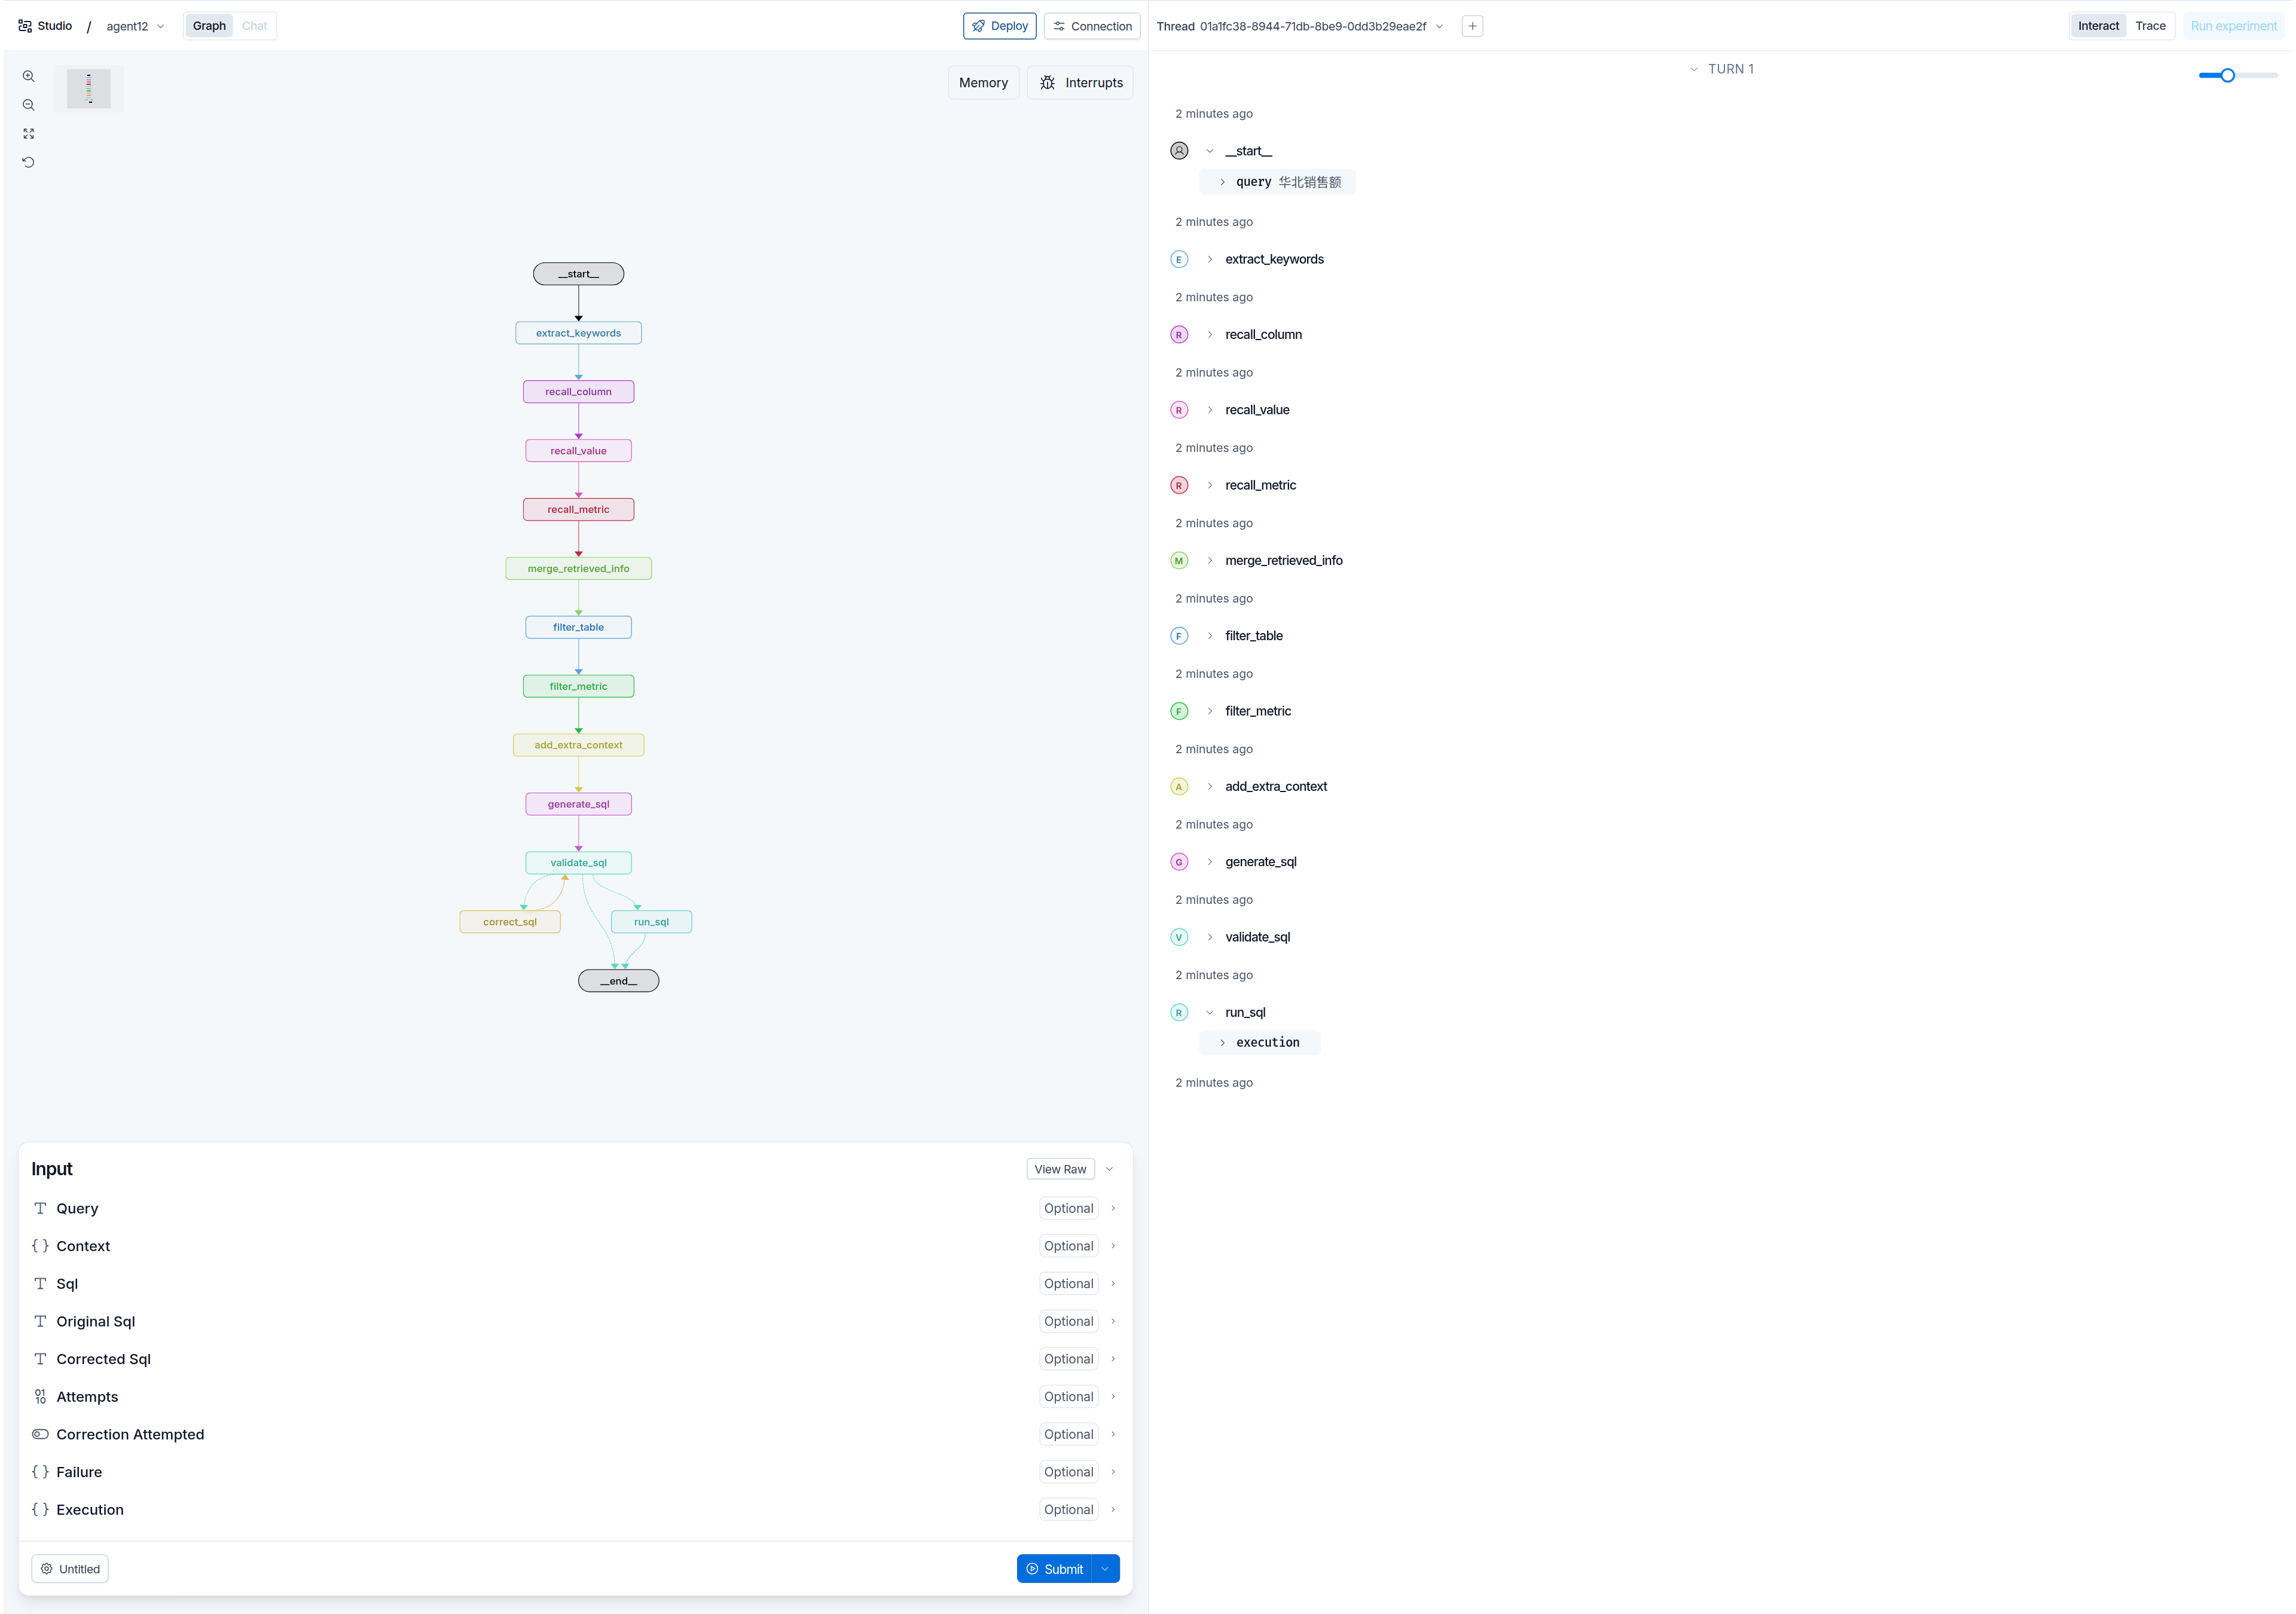 Studio / agent12 Graph Chat Deploy Connection
Memory Interrupts
__start__
extract_keywords
recall_column
recall_value
recall_metric
merge_retrieved_info
filter_table
filter_metric
add_extra_context
generate_sql
validate_sql
correct_sql run_sql
__end__
Input View Raw
Query Optional
Context Optional
Sql Optional
Original Sql Optional
Corrected Sql Optional
Attempts Optional
Correction Attempted Optional
Failure Optional
Execution Optional
Untitled Submit
Thread 01a1fc38-8944-71db-8be9-0dd3b29eae2f + Interact Trace Run experiment
TURN 1
2 minutes ago
__start__
query 华北销售额
2 minutes ago
E extract_keywords
2 minutes ago
R recall_column
2 minutes ago
R recall_value
2 minutes ago
R recall_metric
2 minutes ago
M merge_retrieved_info
2 minutes ago
F filter_table
2 minutes ago
F filter_metric
2 minutes ago
A add_extra_context
2 minutes ago
G generate_sql
2 minutes ago
V validate_sql
2 minutes ago
R run_sql
execution
2 minutes ago